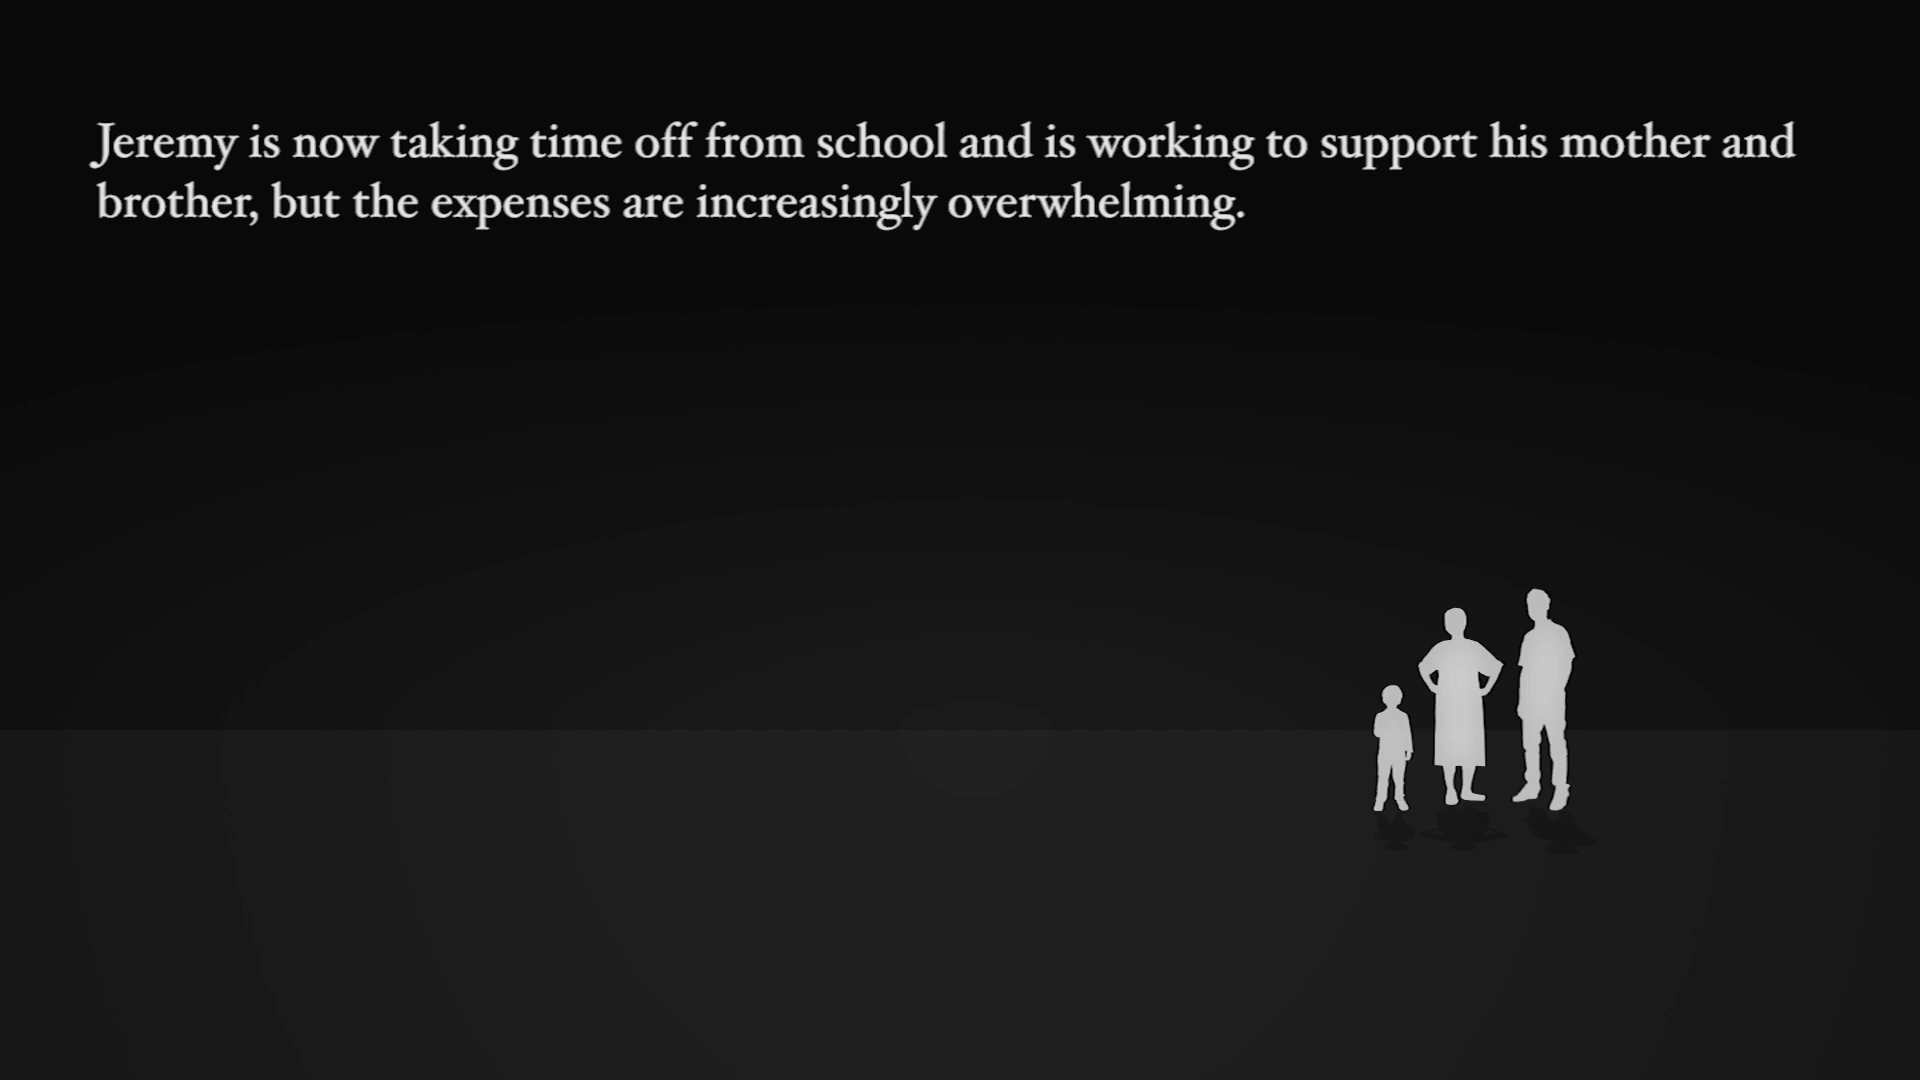 Jeremy is now taking time off from school and is working to support his mother and
brother, but the expenses are increasingly overwhelming.